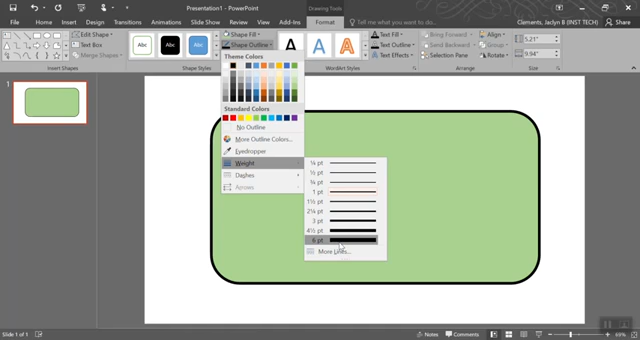 Presentation1 - PowerPoint
Drawing Tools
File Home Insert Design Transitions Animations Slide Show Review View Add-Ins Format Tell me what you want to do...
Clements, Jaclyn B (INST TECH)
Share
Edit Shape
Text Box
Merge Shapes
Abc Abc Abc
Shape Fill
Shape Outline
A A A
Text Fill
Text Outline
Text Effects
Bring Forward
Send Backward
Selection Pane
Align
Group
Rotate
5.21"
9.94"
Insert Shapes
Shape Styles
WordArt Styles
Arrange
Size
Theme Colors
Standard Colors
No Outline
More Outline Colors...
Eyedropper
Weight
Dashes
Arrows
¼ pt
½ pt
¾ pt
1 pt
1½ pt
2¼ pt
3 pt
4½ pt
6 pt
More Lines...
1
Slide 1 of 1
Notes
Comments
69%